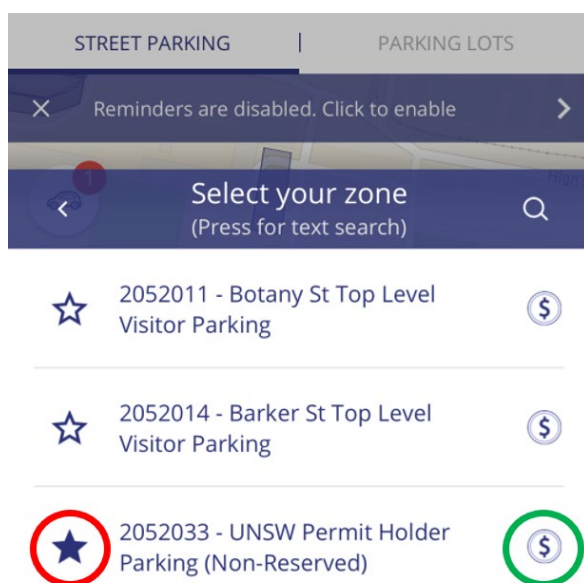 STREET PARKING | PARKING LOTS
Reminders are disabled. Click to enable
High
1
Select your zone
(Press for text search)
2052011 - Botany St Top Level
Visitor Parking
$
2052014 - Barker St Top Level
Visitor Parking
$
2052033 - UNSW Permit Holder
Parking (Non-Reserved)
$